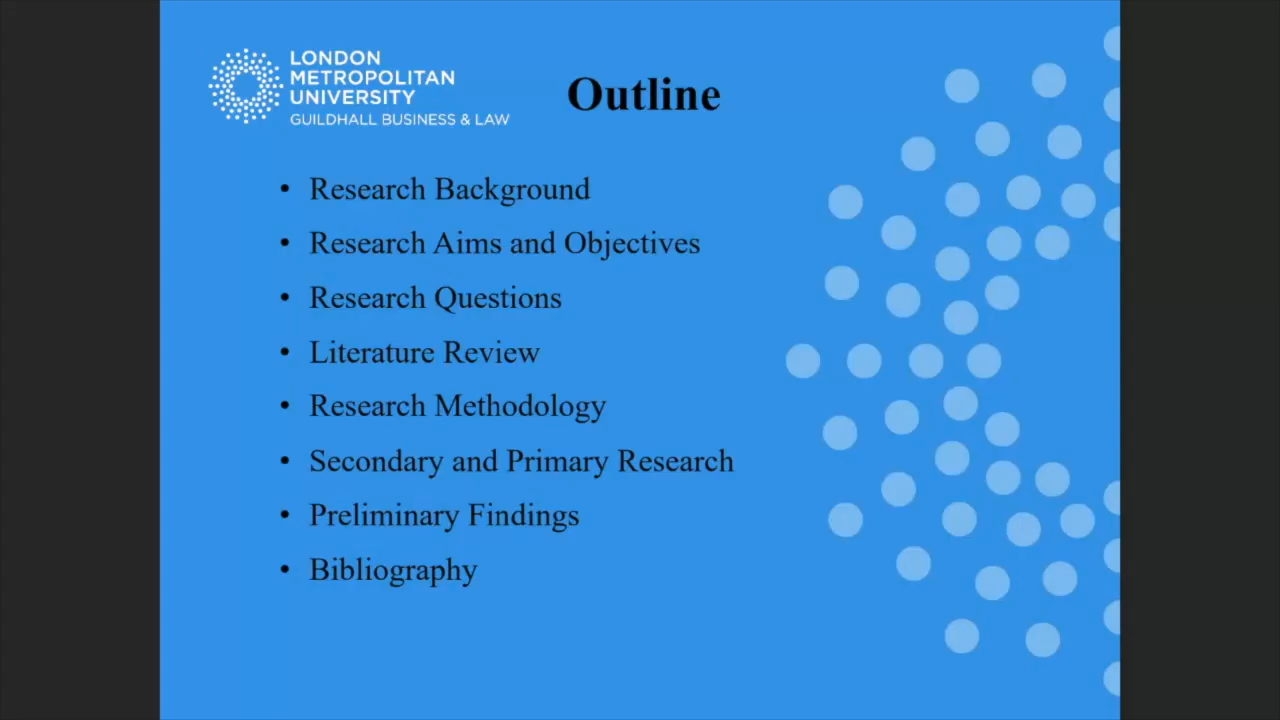 LONDON
METROPOLITAN
UNIVERSITY
GUILDHALL BUSINESS & LAW
Outline
• Research Background
• Research Aims and Objectives
• Research Questions
• Literature Review
• Research Methodology
• Secondary and Primary Research
• Preliminary Findings
• Bibliography